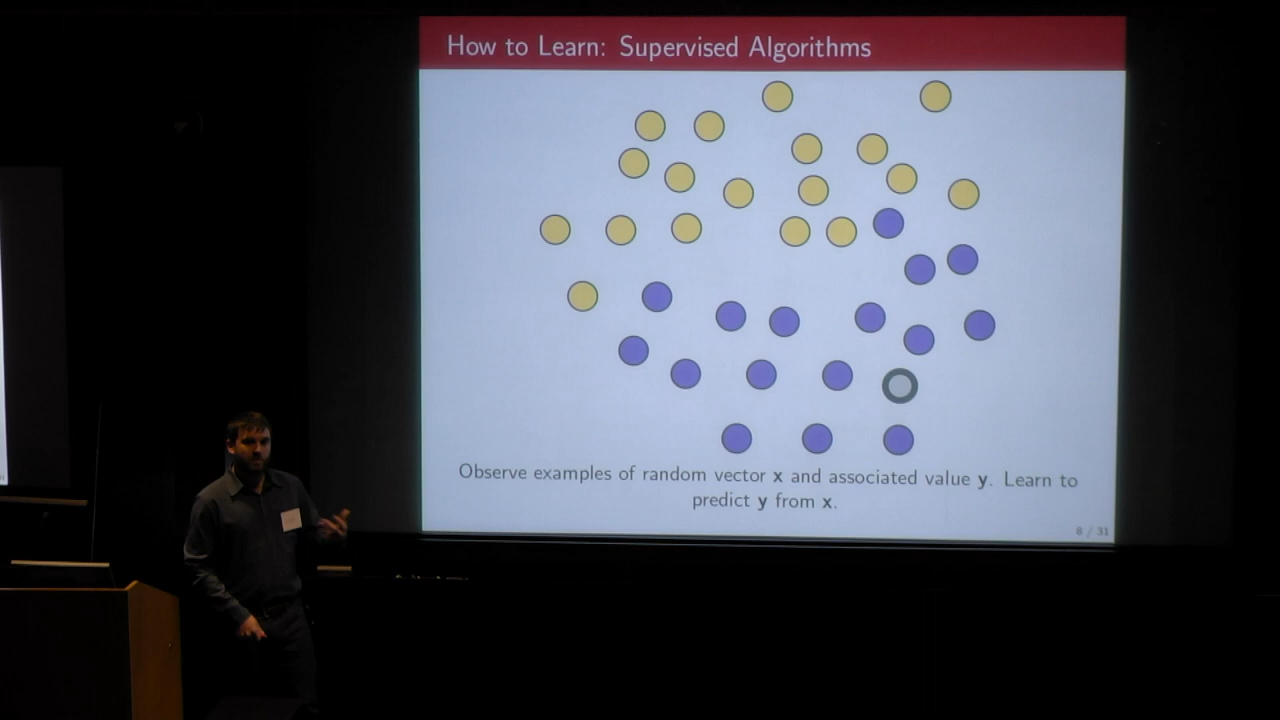 How to Learn: Supervised Algorithms
Observe examples of random vector x and associated value y. Learn to
predict y from x.
8 / 31